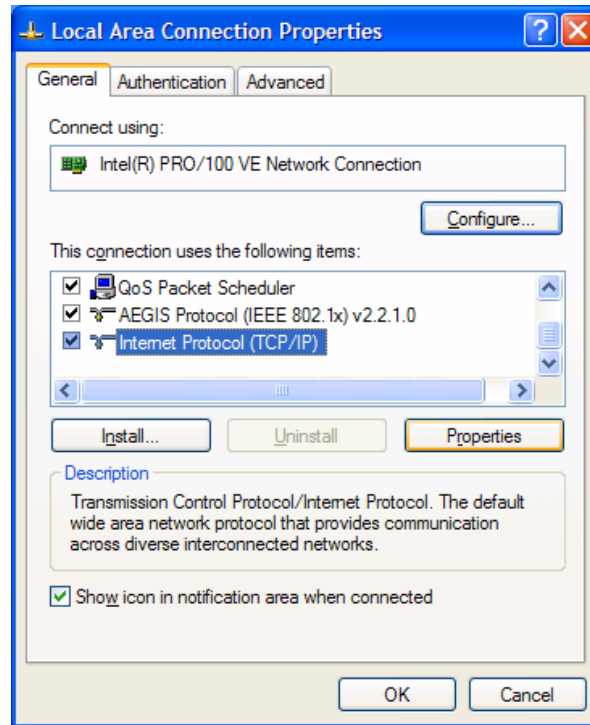 Local Area Connection Properties
General Authentication Advanced
Connect using:
Intel(R) PRO/100 VE Network Connection
Configure...
This connection uses the following items:
QoS Packet Scheduler
AEGIS Protocol (IEEE 802.1x) v2.2.1.0
Internet Protocol (TCP/IP)
Install... Uninstall Properties
Description
Transmission Control Protocol/Internet Protocol. The default
wide area network protocol that provides communication
across diverse interconnected networks.
Show icon in notification area when connected
OK Cancel